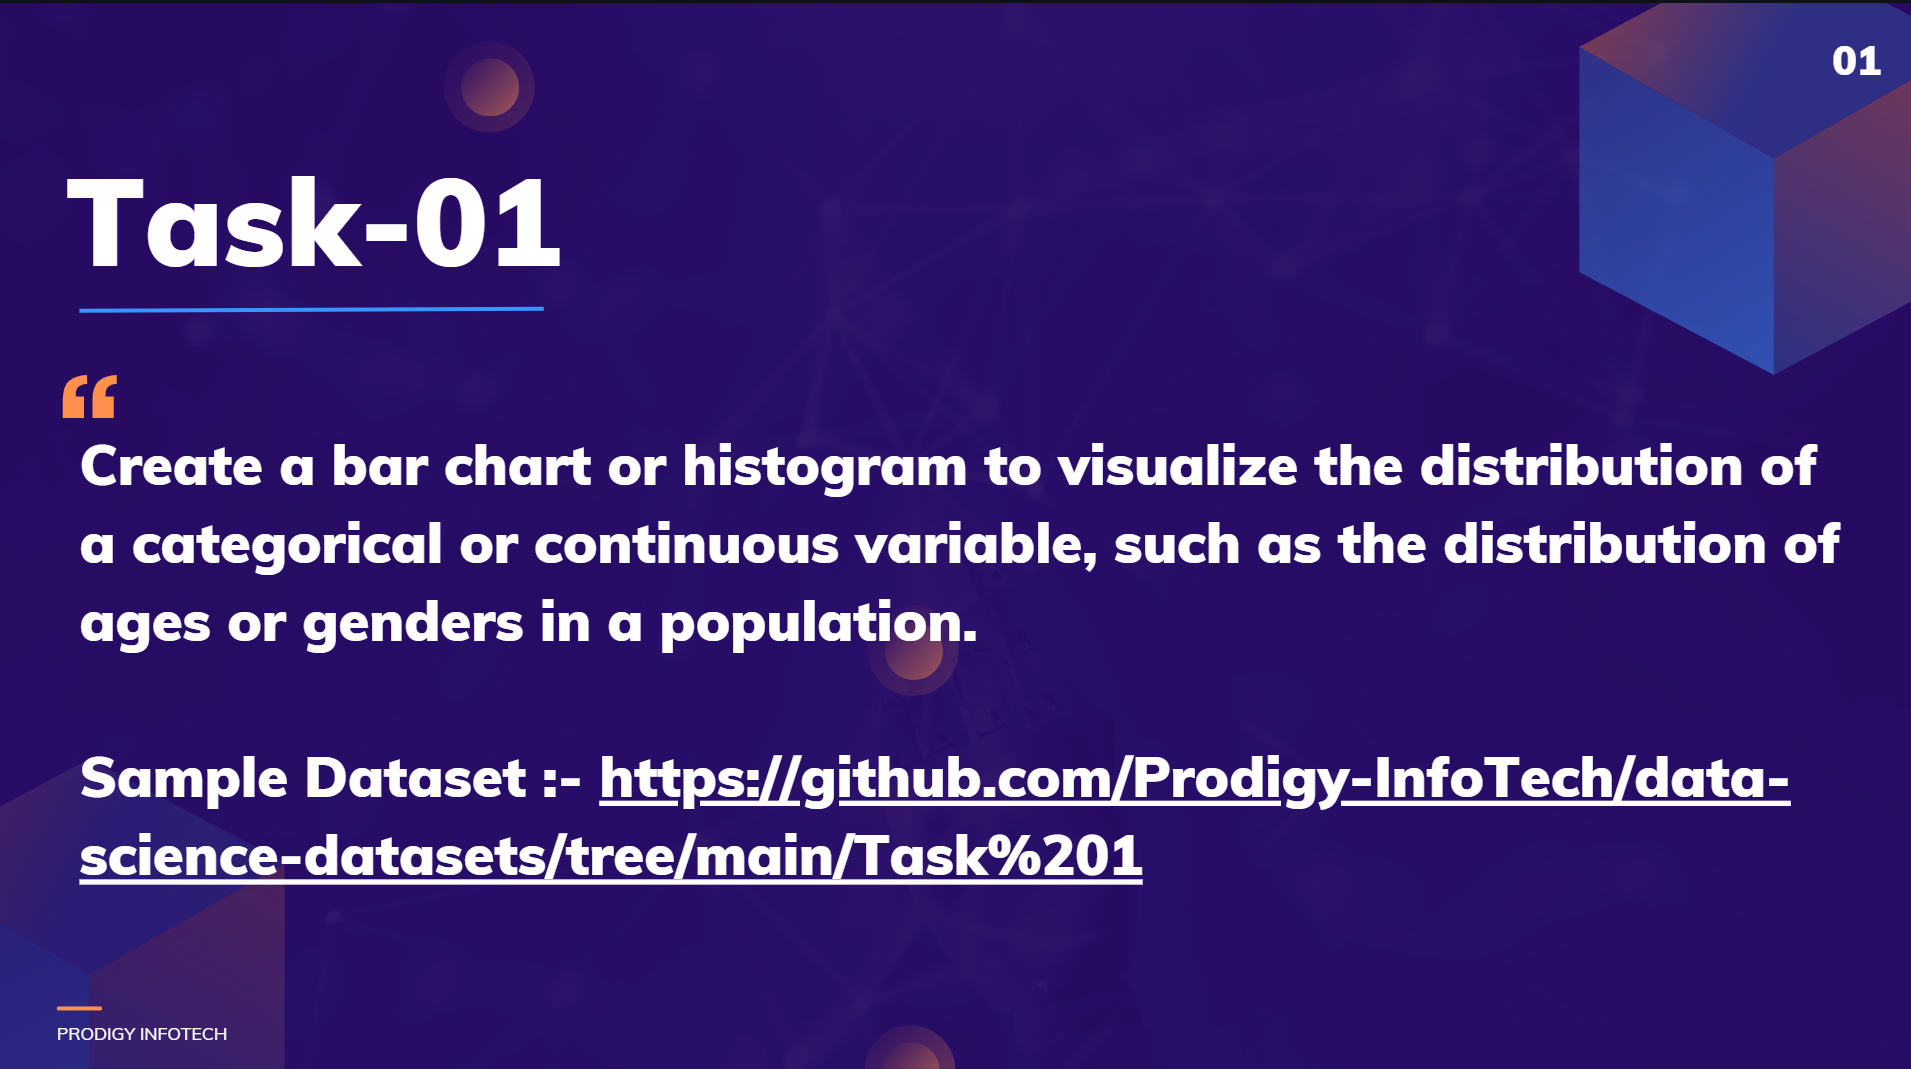 01
Task-01
“
Create a bar chart or histogram to visualize the distribution of
a categorical or continuous variable, such as the distribution of
ages or genders in a population.
Sample Dataset :- https://github.com/Prodigy-InfoTech/data-
science-datasets/tree/main/Task%201
PRODIGY INFOTECH